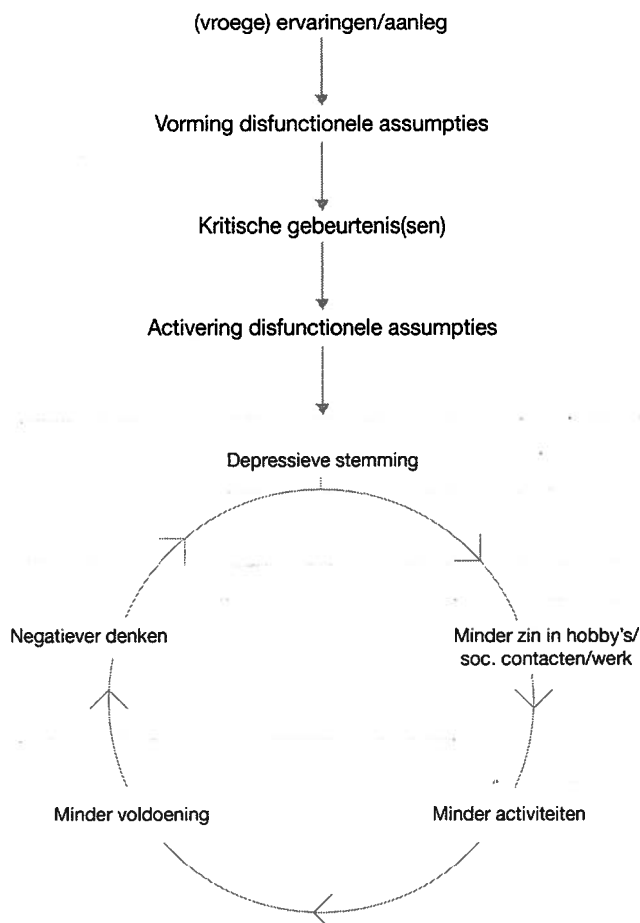 (vroege) ervaringen/aanleg
Vorming disfunctionele assumpties
Kritische gebeurtenis(sen)
Activering disfunctionele assumpties
Depressieve stemming
Minder zin in hobby's/
soc. contacten/werk
Minder activiteiten
Minder voldoening
Negatiever denken